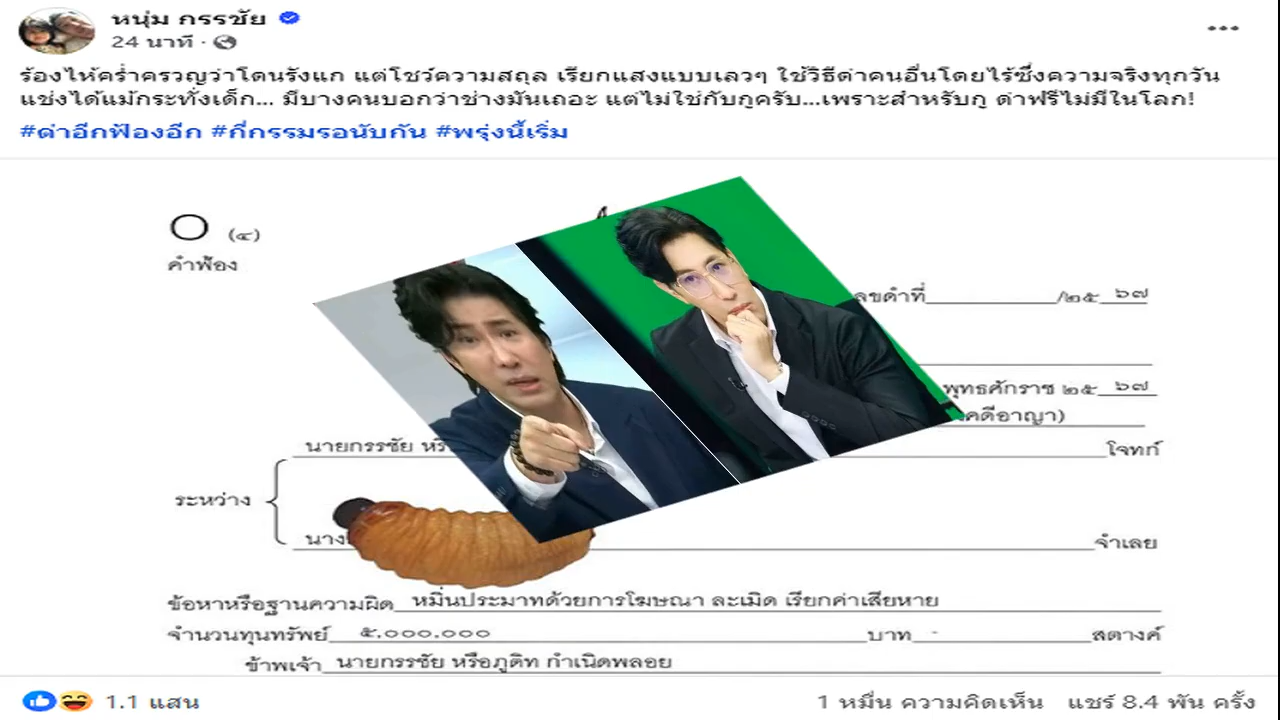 หนุ่ม กรรชัย
24 นาที ·
ร้องไห้คร่ำครวญว่าโดนรังแก แต่โชว์ความสถุล เรียกแสงแบบเลวๆ ใช้วิธีด่าคนอื่นโดยไร้ซึ่งความจริงทุกวัน
แช่งได้แม้กระทั่งเด็ก... มีบางคนบอกว่าช่างมันเถอะ แต่ไม่ใช่กับกูครับ...เพราะสำหรับกู ด่าฟรีไม่มีในโลก!
#ด่าอีกฟ้องอีก #กี่กรรมรอนับกัน #พรุ่งนี้เริ่ม
O (๔)
คำฟ้อง
ลขดำที่ /๒๕ ๖๗
พุทธศักราช ๒๕ ๖๗
คดีอาญา)
นายกรรชัย หรื โจทก์
ระหว่าง
นาง จำเลย
ข้อหาหรือฐานความผิด หมิ่นประมาทด้วยการโฆษณา ละเมิด เรียกค่าเสียหาย
จำนวนทุนทรัพย์ ๕,๐๐๐,๐๐๐ บาท - สตางค์
ข้าพเจ้า นายกรรชัย หรือภูดิท กำเนิดพลอย
1.1 แสน 1 หมื่น ความคิดเห็น แชร์ 8.4 พัน ครั้ง